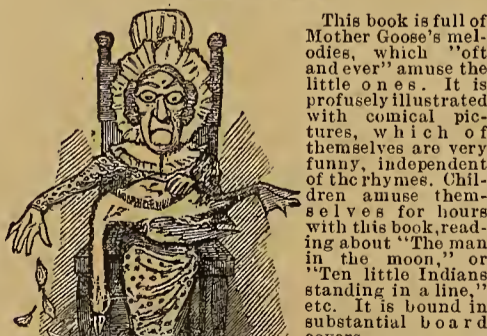 This book is full of
Mother Goose's mel-
odies, which "oft
and ever" amuse the
little ones. It is
profusely illustrated
with comical pic-
tures, which of
themselves are very
funny, independent
of the rhymes. Chil-
dren amuse them-
selves for hours
with this book, read-
ing about "The man
in the moon," or
"Ten little Indians
standing in a line,"
etc. It is bound in
substantial board